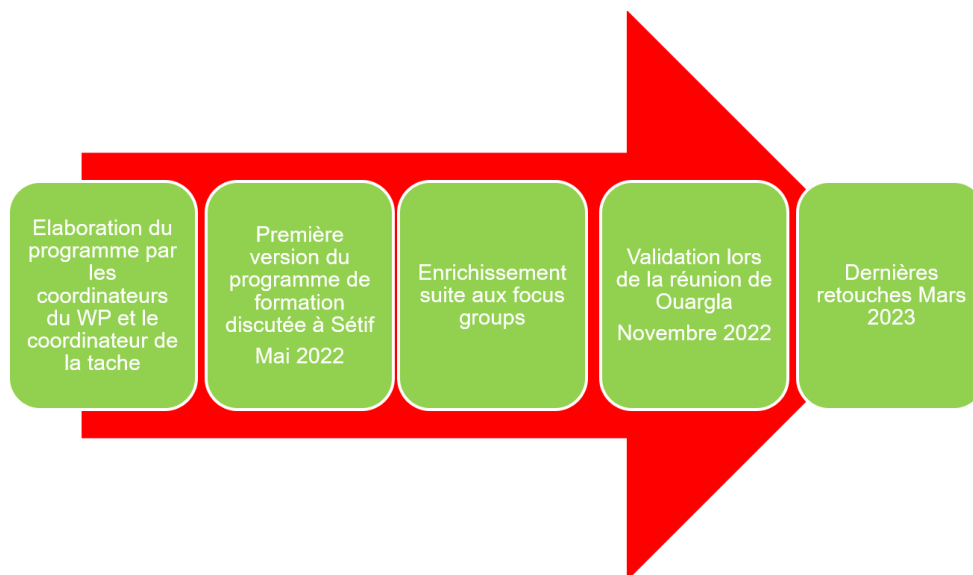 Elaboration du
programme par
les
coordinateurs
du WP et le
coordinateur de
la tache
Première
version du
programme de
formation
discutée à Sétif
Mai 2022
Enrichissement
suite aux focus
groups
Validation lors
de la réunion de
Ouargla
Novembre 2022
Dernières
retouches Mars
2023